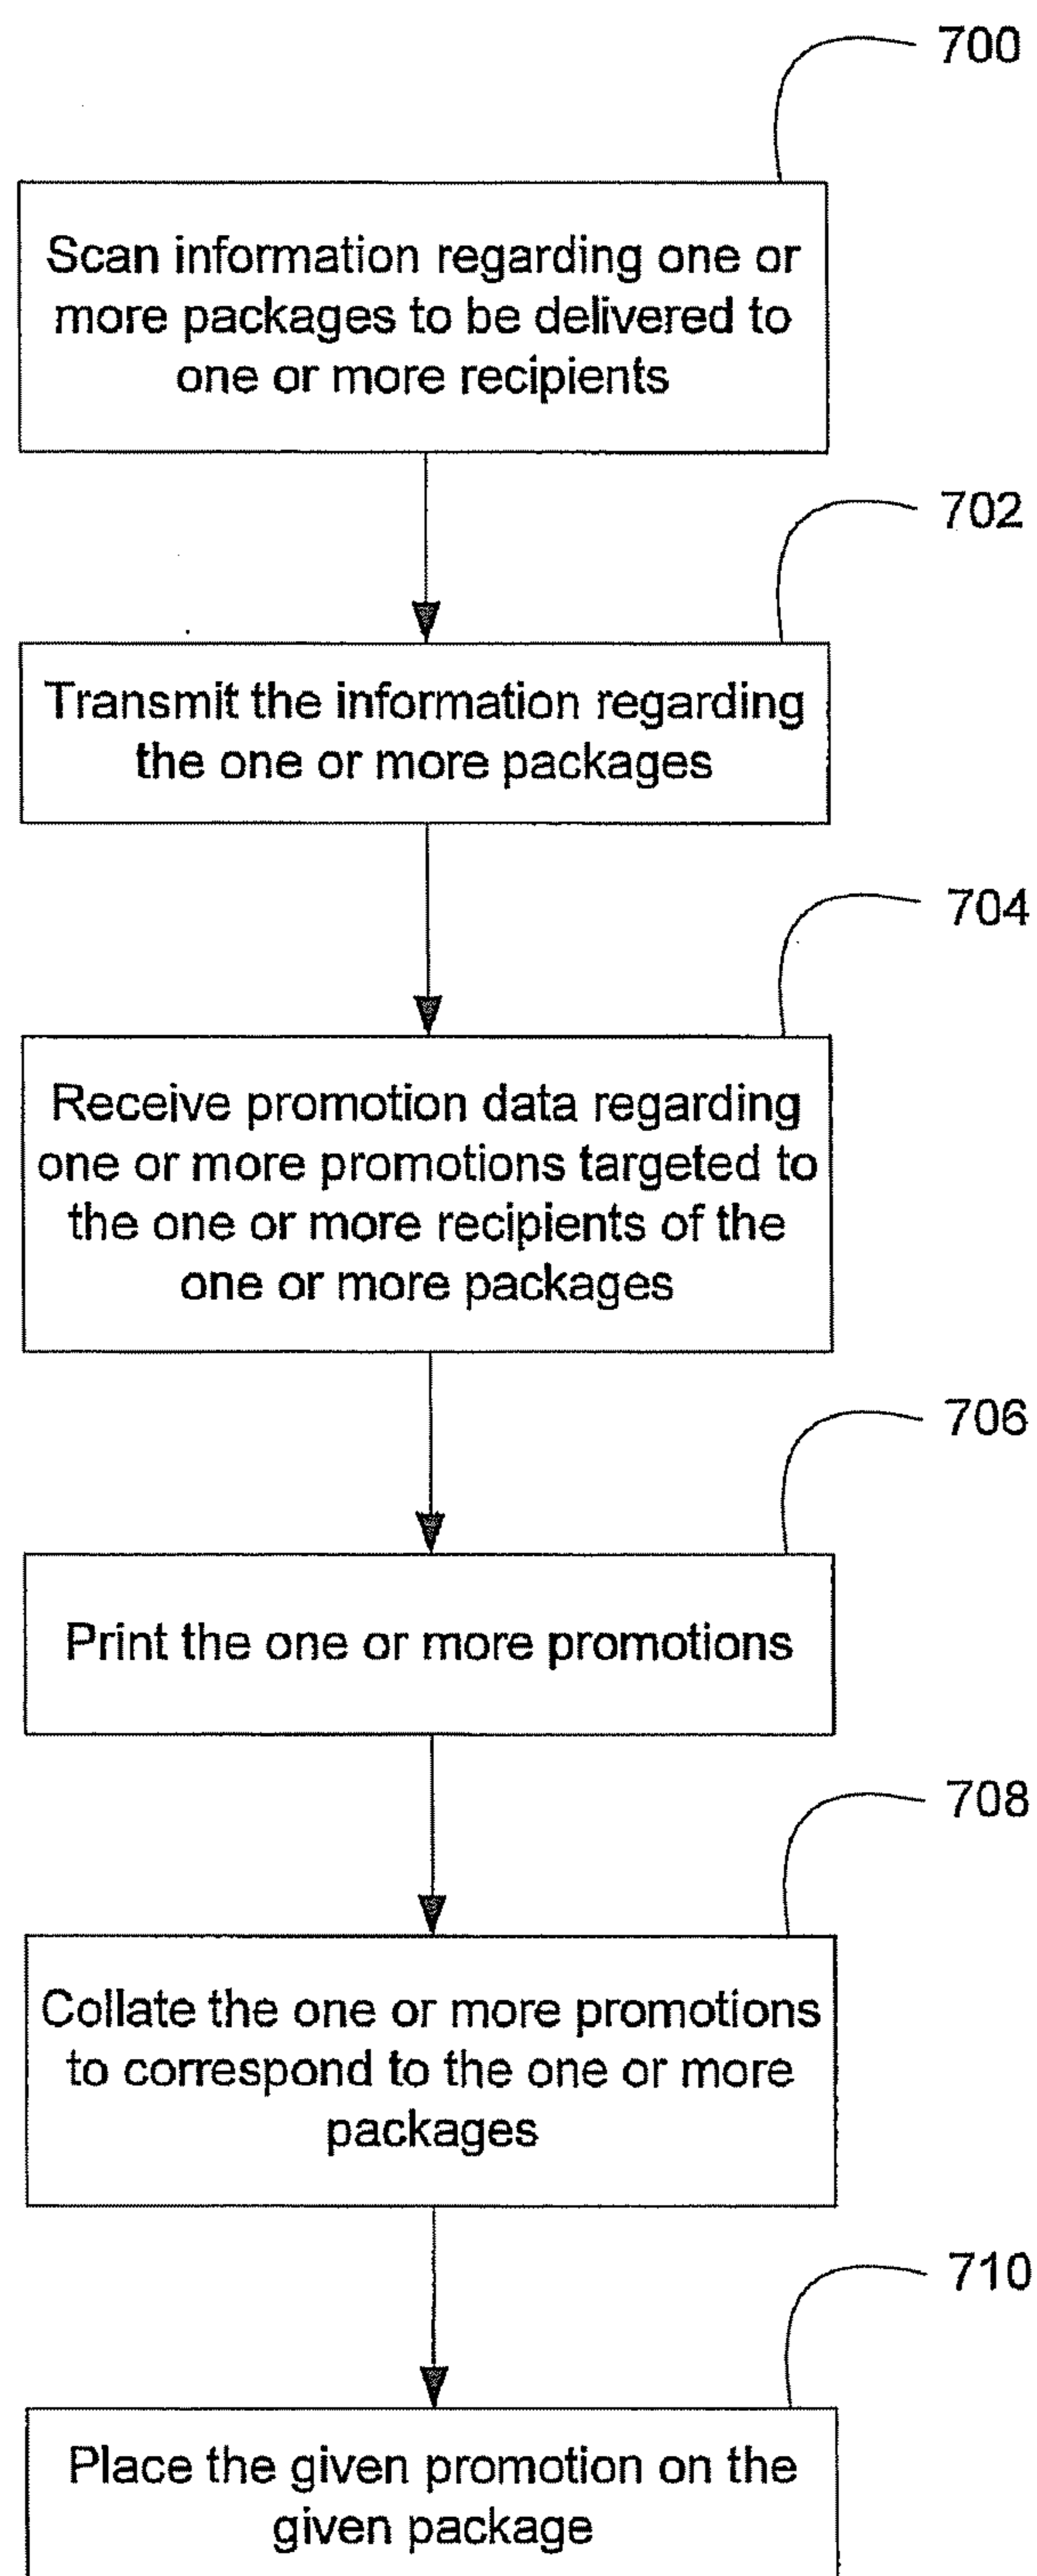 700
Scan information regarding one or
more packages to be delivered to
one or more recipients
702
Transmit the information regarding
the one or more packages
704
Receive promotion data regarding
one or more promotions targeted to
the one or more recipients of the
one or more packages
706
Print the one or more promotions
708
Collate the one or more promotions
to correspond to the one or more
packages
710
Place the given promotion on the
given package